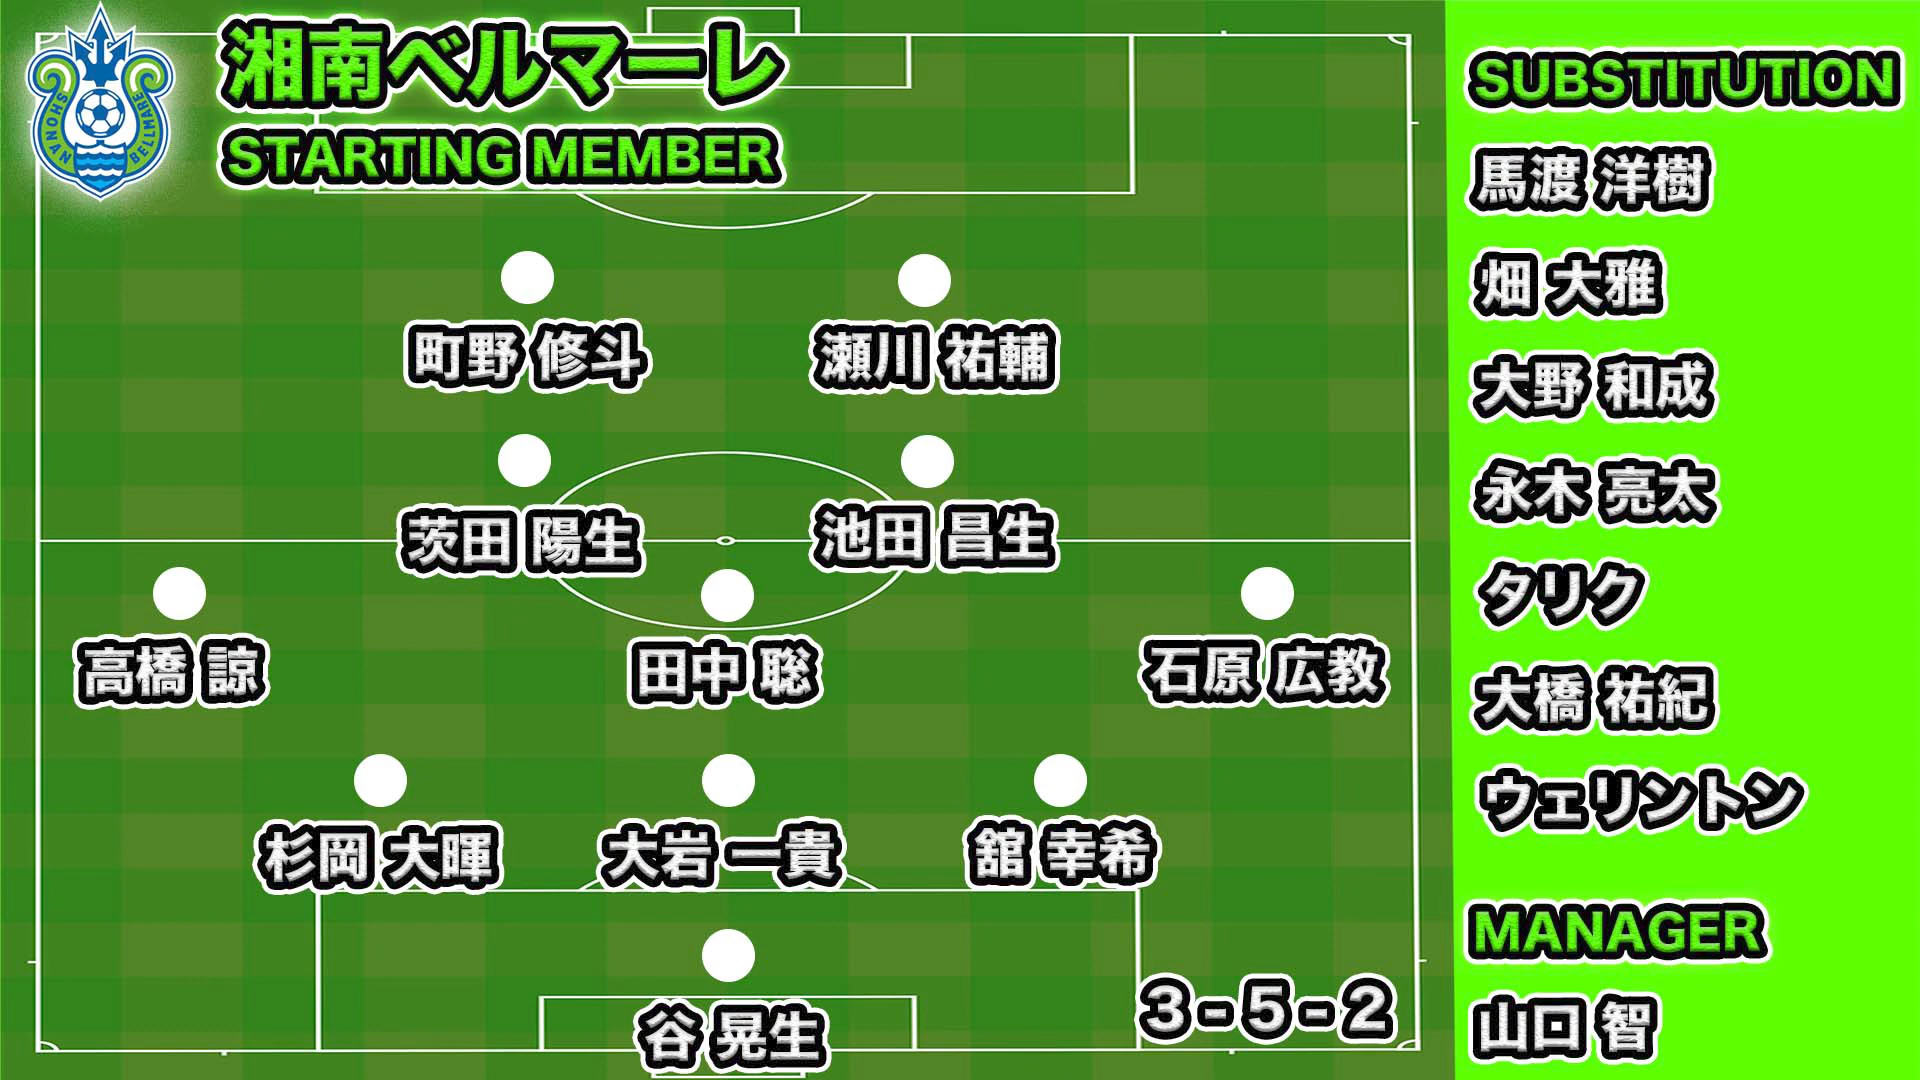 湘南ベルマーレ
STARTING MEMBER
SHONAN BELLMARE
町野 修斗
瀬川 祐輔
茨田 陽生
池田 昌生
高橋 諒
田中 聡
石原 広教
杉岡 大暉
大岩 一貴
舘 幸希
谷 晃生
3-5-2
SUBSTITUTION
馬渡 洋樹
畑 大雅
大野 和成
永木 亮太
タリク
大橋 祐紀
ウェリントン
MANAGER
山口 智